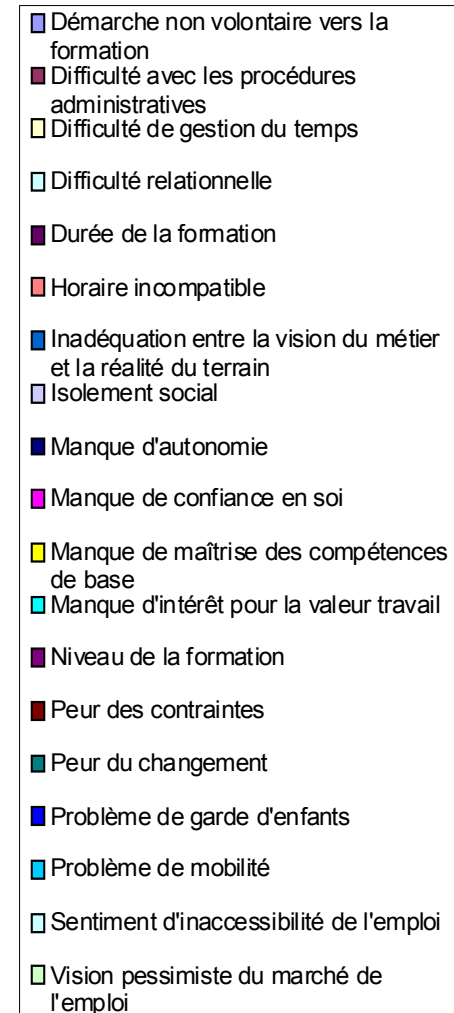 Démarche non volontaire vers la
formation
Difficulté avec les procédures
administratives
Difficulté de gestion du temps
Difficulté relationnelle
Durée de la formation
Horaire incompatible
Inadéquation entre la vision du métier
et la réalité du terrain
Isolement social
Manque d'autonomie
Manque de confiance en soi
Manque de maîtrise des compétences
de base
Manque d'intérêt pour la valeur travail
Niveau de la formation
Peur des contraintes
Peur du changement
Problème de garde d'enfants
Problème de mobilité
Sentiment d'inaccessibilité de l'emploi
Vision pessimiste du marché de
l'emploi